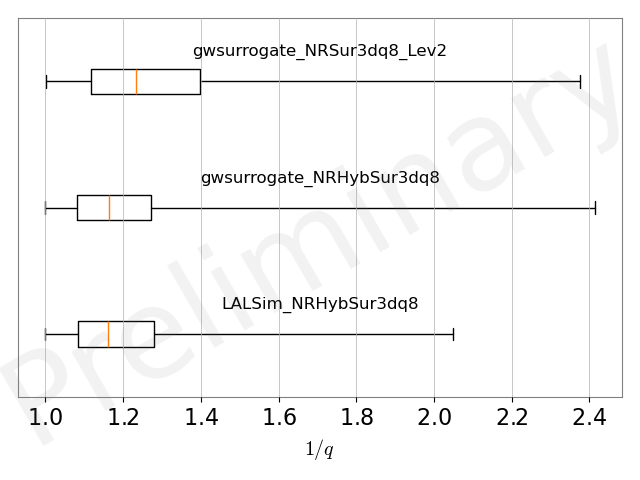 gwsurrogate_NRSur3dq8_Lev2
gwsurrogate_NRHybSur3dq8
LALSim_NRHybSur3dq8
Preliminary
1.0 1.2 1.4 1.6 1.8 2.0 2.2 2.4
1/q